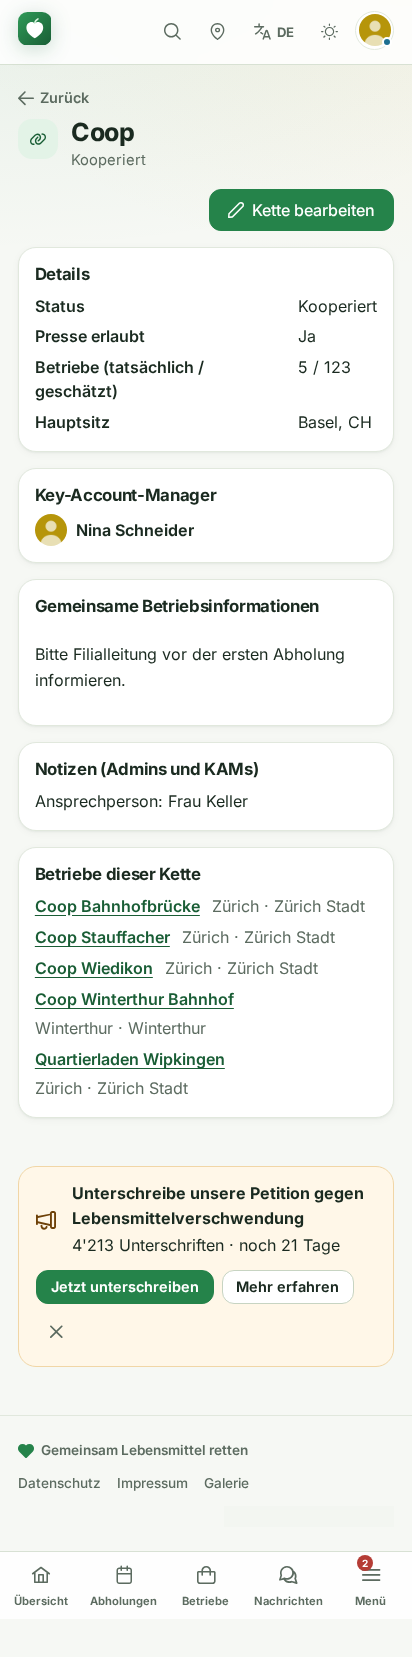 DE
Zurück
Coop
Kooperiert
Kette bearbeiten
Details
Status Kooperiert
Presse erlaubt Ja
Betriebe (tatsächlich / 5 / 123
geschätzt)
Hauptsitz Basel, CH
Key-Account-Manager
Nina Schneider
Gemeinsame Betriebsinformationen
Bitte Filialleitung vor der ersten Abholung
informieren.
Notizen (Admins und KAMs)
Ansprechperson: Frau Keller
Betriebe dieser Kette
Coop Bahnhofbrücke Zürich · Zürich Stadt
Coop Stauffacher Zürich · Zürich Stadt
Coop Wiedikon Zürich · Zürich Stadt
Coop Winterthur Bahnhof
Winterthur · Winterthur
Quartierladen Wipkingen
Zürich · Zürich Stadt
Unterschreibe unsere Petition gegen
Lebensmittelverschwendung
4'213 Unterschriften · noch 21 Tage
Jetzt unterschreiben Mehr erfahren
Gemeinsam Lebensmittel retten
Datenschutz Impressum Galerie
2
Übersicht Abholungen Betriebe Nachrichten Menü